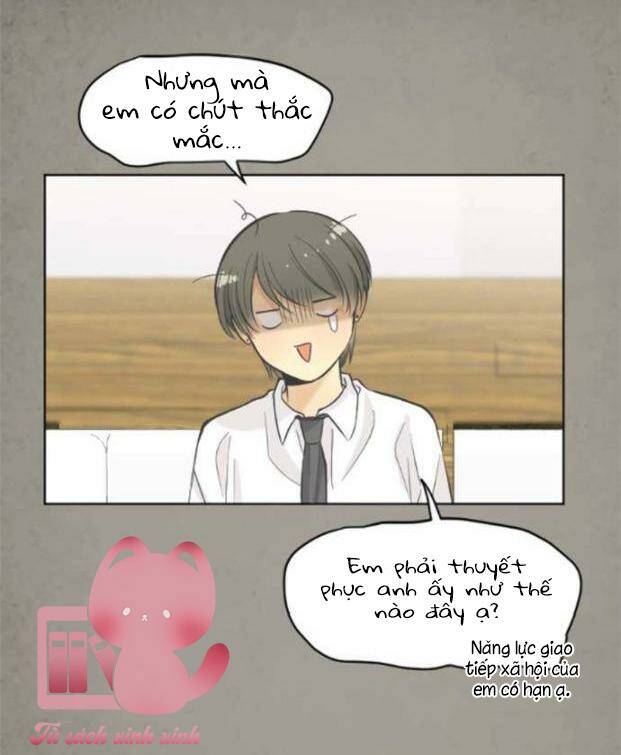 Nhưng mà
em có chút thắc
mắc...
Em phải thuyết
phục anh ấy như thế
nào đây ạ?
Năng lực giao
tiếp xã hội của
em có hạn ạ.
Tủ sách xinh xinh